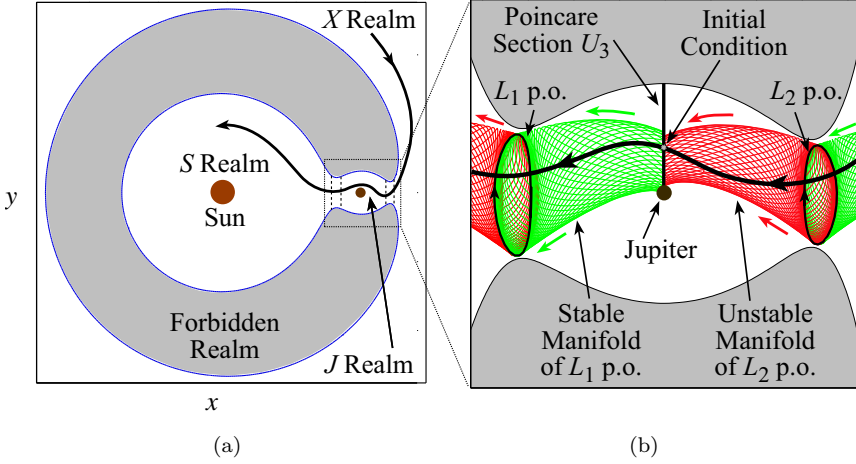 X Realm
S Realm
Sun
y
Forbidden
Realm
J Realm
x
(a)
Poincare
Section U3
Initial
Condition
L1 p.o.
L2 p.o.
Jupiter
Stable
Manifold
of L1 p.o.
Unstable
Manifold
of L2 p.o.
(b)